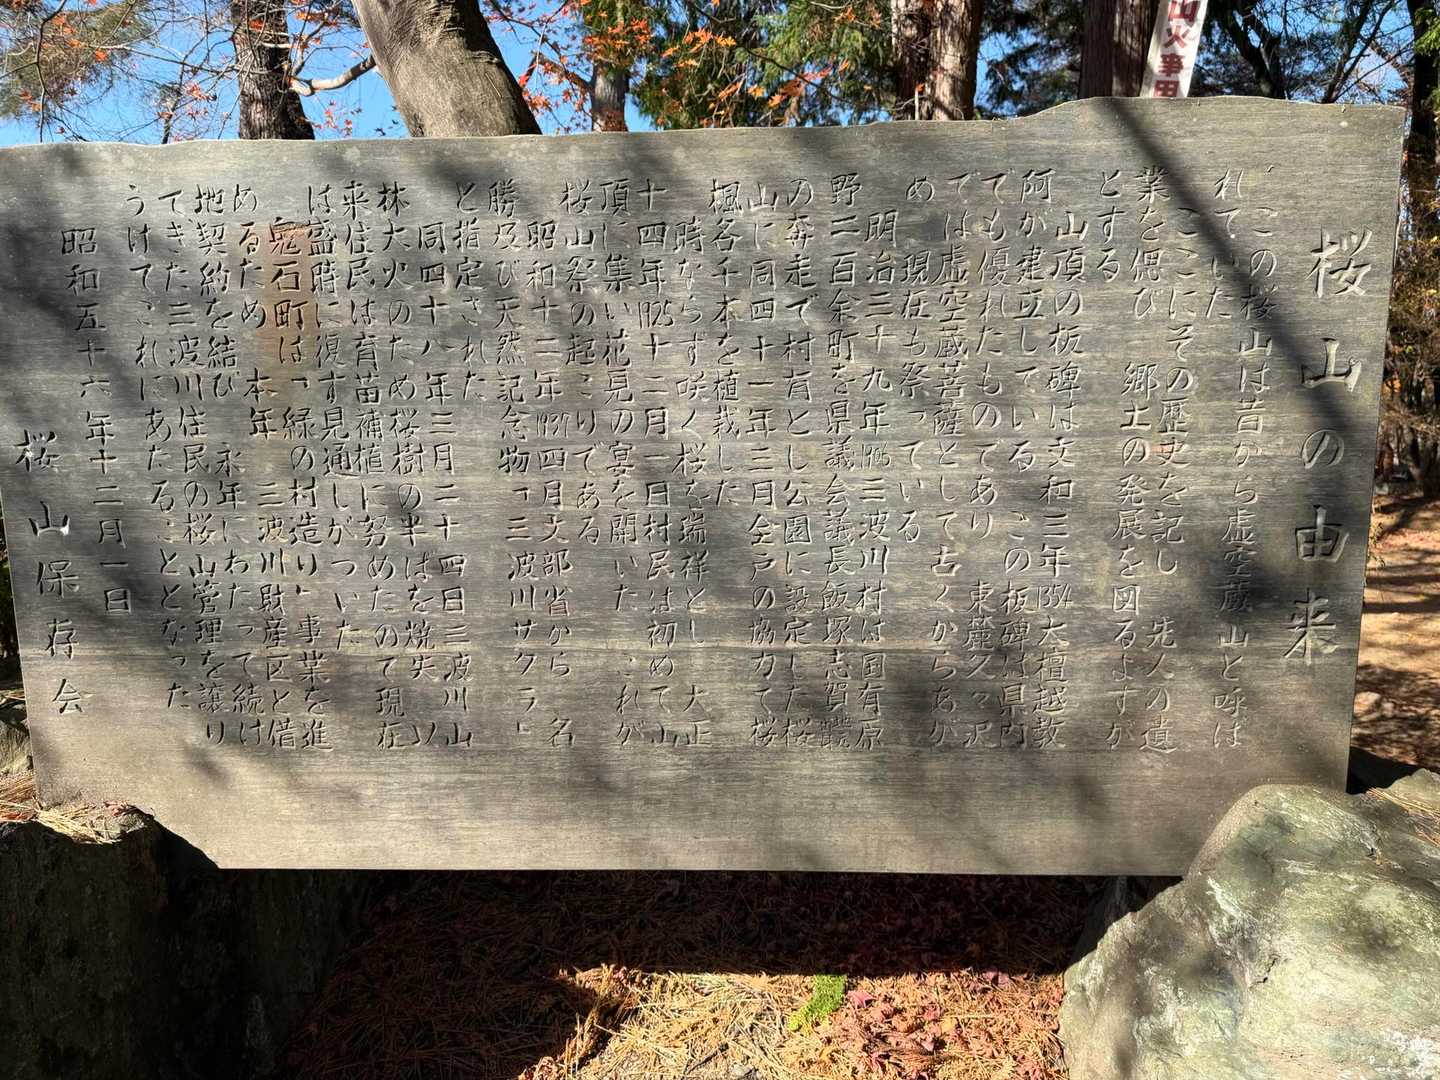 桜山の由来
この桜山は昔から虚空蔵山と呼ば
れていた
ここにその歴史を記し 先人の遺
業を偲び 郷土の発展を図るよすが
とする
山頂の板碑は文和三年1354大檀越教
阿が建立している この板碑は県内
でも優れたものであり 東麓久々沢
では虚空蔵菩薩として古くからあが
め 現在も祭っている
明治三十九年1906三波川村は国有原
野二百余町を県議会議長飯塚志賀
の奔走で村有とし公園に設定した桜
山に同四十一年三月全戸の協力で桜
楓各千本を植栽した
時ならず咲く桜を瑞祥とし 大正
十四年1925十二月一日村民は初めて山
頂に集い花見の宴を開いた これが
桜山祭の起こりである
昭和十二年1937四月文部省から 名
勝及び天然記念物「三波川サクラ」
と指定された
同四十八年三月二十四日三波川山
林大火のため桜樹の半ばを焼失 以
来住民は育苗補植に努めたので現在
は盛時に復す見通しがついた
鬼石町は「緑の村造り」事業を進
めるため 本年 三波川財産区と借
地契約を結び 永年にわたって続け
てきた三波川住民の桜山管理を譲り
うけてこれにあたることとなった
昭和五十六年十二月一日
桜山保存会
山火事用